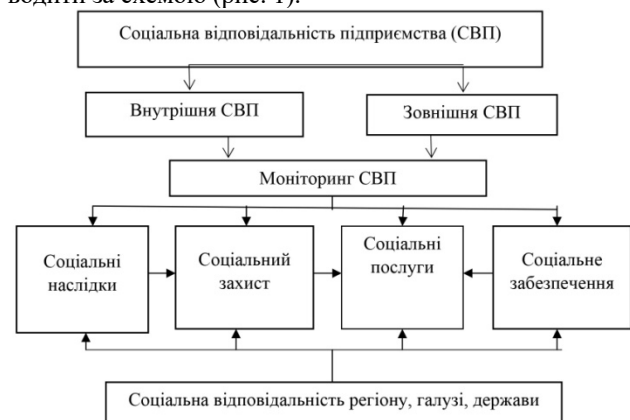 водити за схемою (рис. 1).
Соціальна відповідальність підприємства (СВП)
Внутрішня СВП
Зовнішня СВП
Моніторинг СВП
Соціальні
наслідки
Соціальний
захист
Соціальні
послуги
Соціальне
забезпечення
Соціальна відповідальність регіону, галузі, держави